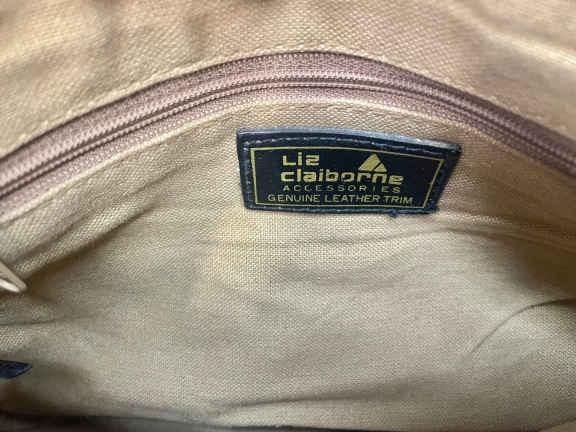 Liz
claiborne
ACCESSORIES
GENUINE LEATHER TRIM